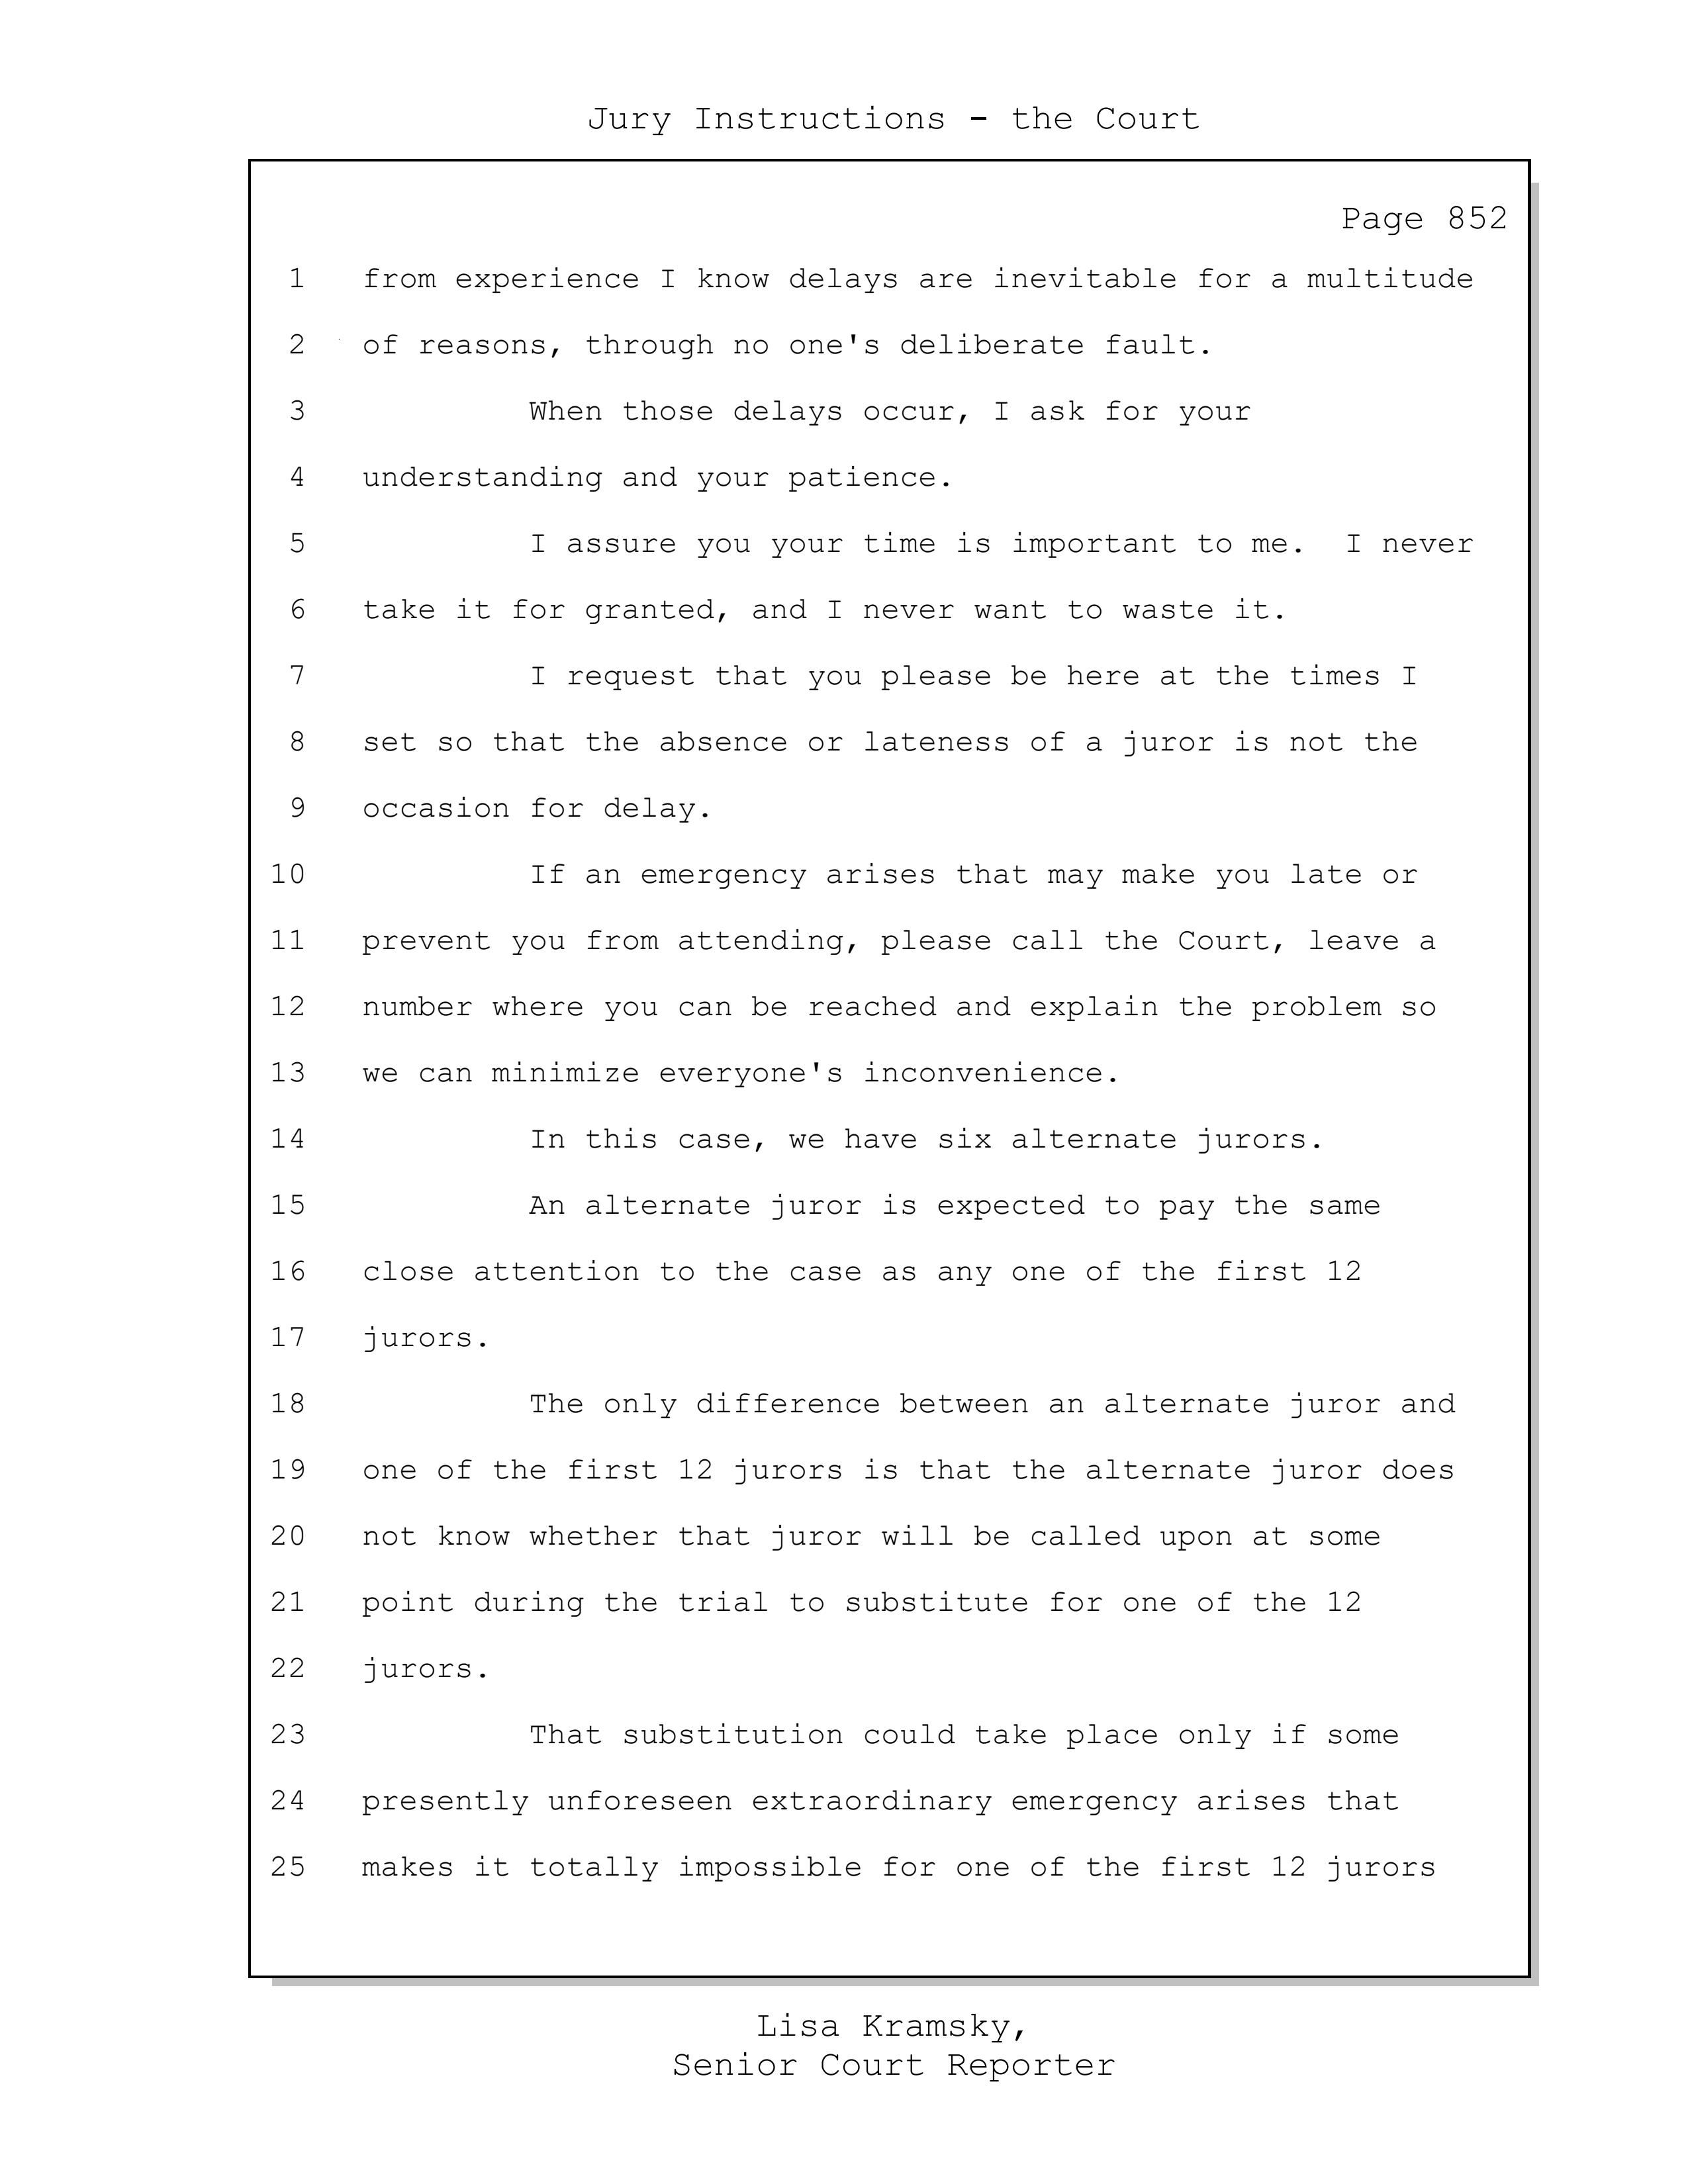 Jury Instructions - the Court
Page 852
1 from experience I know delays are inevitable for a multitude
2 of reasons, through no one's deliberate fault.
3 When those delays occur, I ask for your
4 understanding and your patience.
5 I assure you your time is important to me. I never
6 take it for granted, and I never want to waste it.
7 I request that you please be here at the times I
8 set so that the absence or lateness of a juror is not the
9 occasion for delay.
10 If an emergency arises that may make you late or
11 prevent you from attending, please call the Court, leave a
12 number where you can be reached and explain the problem so
13 we can minimize everyone's inconvenience.
14 In this case, we have six alternate jurors.
15 An alternate juror is expected to pay the same
16 close attention to the case as any one of the first 12
17 jurors.
18 The only difference between an alternate juror and
19 one of the first 12 jurors is that the alternate juror does
20 not know whether that juror will be called upon at some
21 point during the trial to substitute for one of the 12
22 jurors.
23 That substitution could take place only if some
24 presently unforeseen extraordinary emergency arises that
25 makes it totally impossible for one of the first 12 jurors
Lisa Kramsky,
Senior Court Reporter